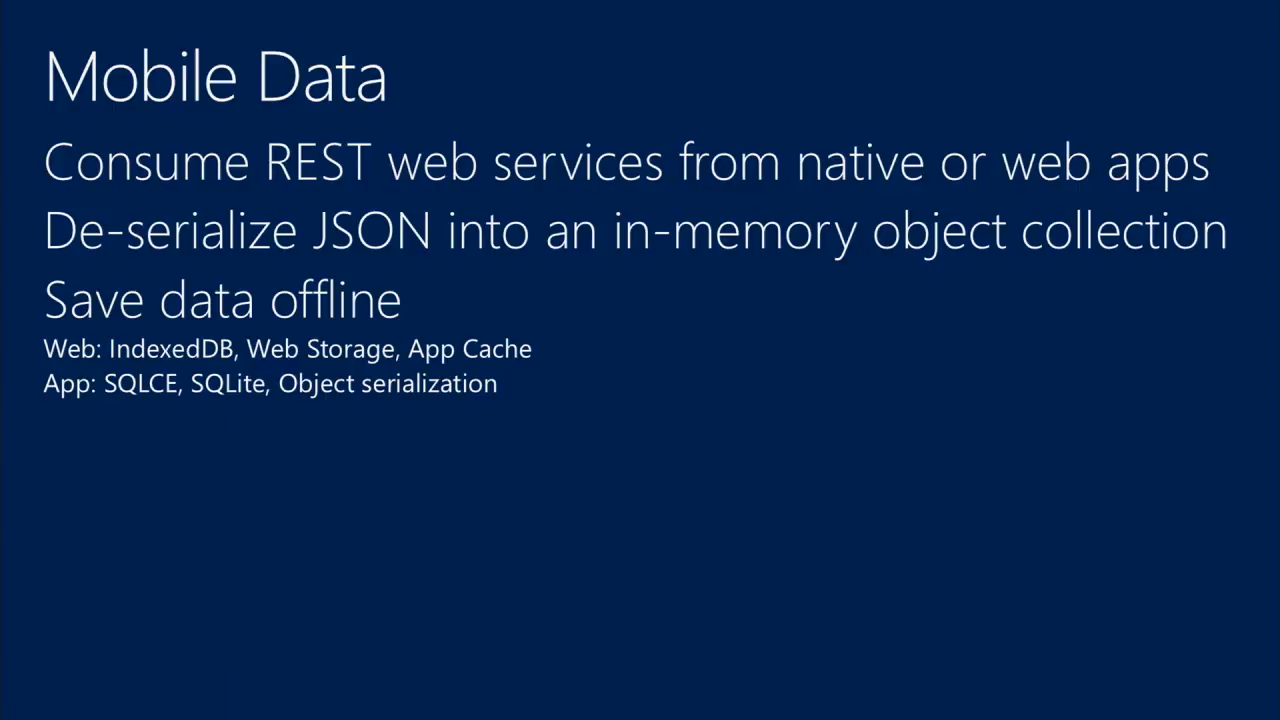 Mobile Data
Consume REST web services from native or web apps
De-serialize JSON into an in-memory object collection
Save data offline
Web: IndexedDB, Web Storage, App Cache
App: SQLCE, SQLite, Object serialization